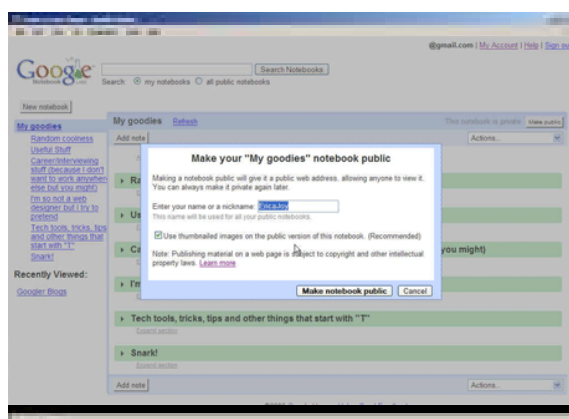 @gmail.com | My Account | Help | Sign ou
Google
Notebook
Search Notebooks
Search: my notebooks all public notebooks
New notebook
My goodies Refresh This notebook is private Make public
My goodies
Random coolness
Useful Stuff
Career/interviewing
stuff (because I don't
want to work anywhere
else but you might)
I'm so not a web
designer but I try to
pretend
Tech tools, tricks, tips
and other things that
start with "T"
Snark!
Recently Viewed:
Googler Blogs
Add note Actions...
Make your "My goodies" notebook public
Making a notebook public will give it a public web address, allowing anyone to view it.
You can always make it private again later.
Enter your name or a nickname: EricaJoy
This name will be used for all your public notebooks.
Use thumbnailed images on the public version of this notebook. (Recommended)
Note: Publishing material on a web page is subject to copyright and other intellectual
property laws. Learn more
Make notebook public Cancel
Ra
Us
Ca you might)
I'm
Tech tools, tricks, tips and other things that start with "T"
Expand section
Snark!
Expand section
Add note Actions...